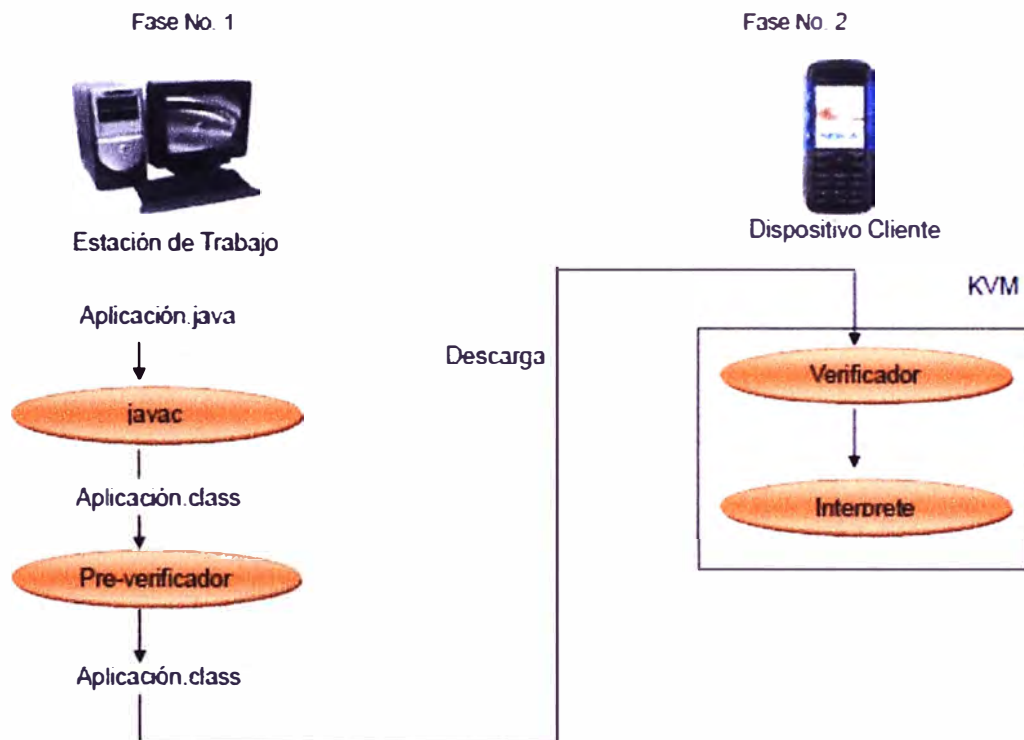 Fase No. 1
Estación de Trabajo
Aplicación.java
javac
Aplicación.class
Pre-verificador
Aplicación.class
Descarga
Fase No. 2
Dispositivo Cliente
KVM
Verificador
Interprete